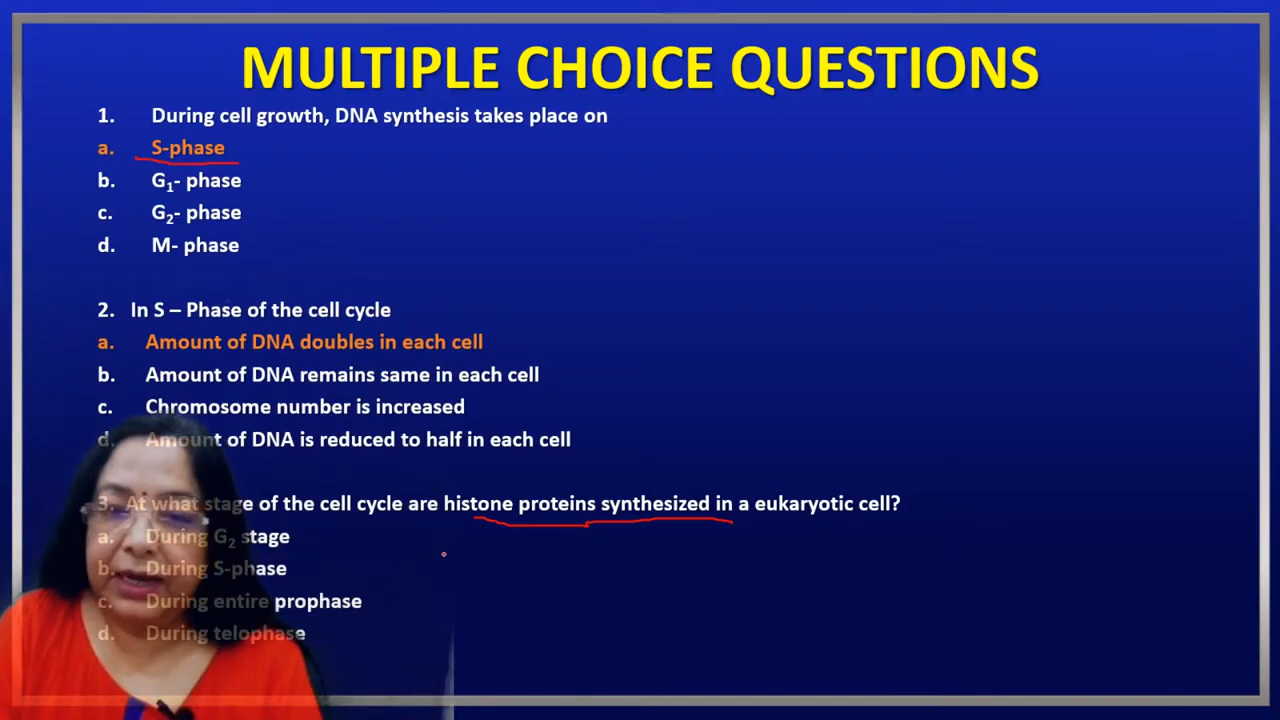 MULTIPLE CHOICE QUESTIONS
1. During cell growth, DNA synthesis takes place on
a. S-phase
b. G₁- phase
c. G₂- phase
d. M- phase
2. In S – Phase of the cell cycle
a. Amount of DNA doubles in each cell
b. Amount of DNA remains same in each cell
c. Chromosome number is increased
d. Amount of DNA is reduced to half in each cell
3. At what stage of the cell cycle are histone proteins synthesized in a eukaryotic cell?
a. During G₂ stage
b. During S-phase
c. During entire prophase
d. During telophase